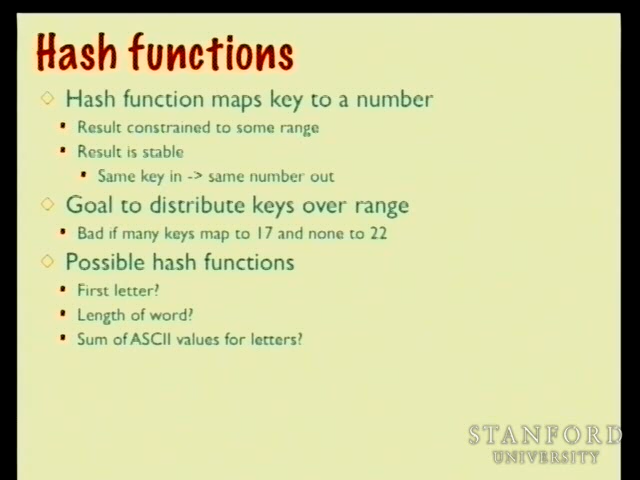 Hash functions
Hash function maps key to a number
Result constrained to some range
Result is stable
Same key in -> same number out
Goal to distribute keys over range
Bad if many keys map to 17 and none to 22
Possible hash functions
First letter?
Length of word?
Sum of ASCII values for letters?
STANFORD
UNIVERSITY